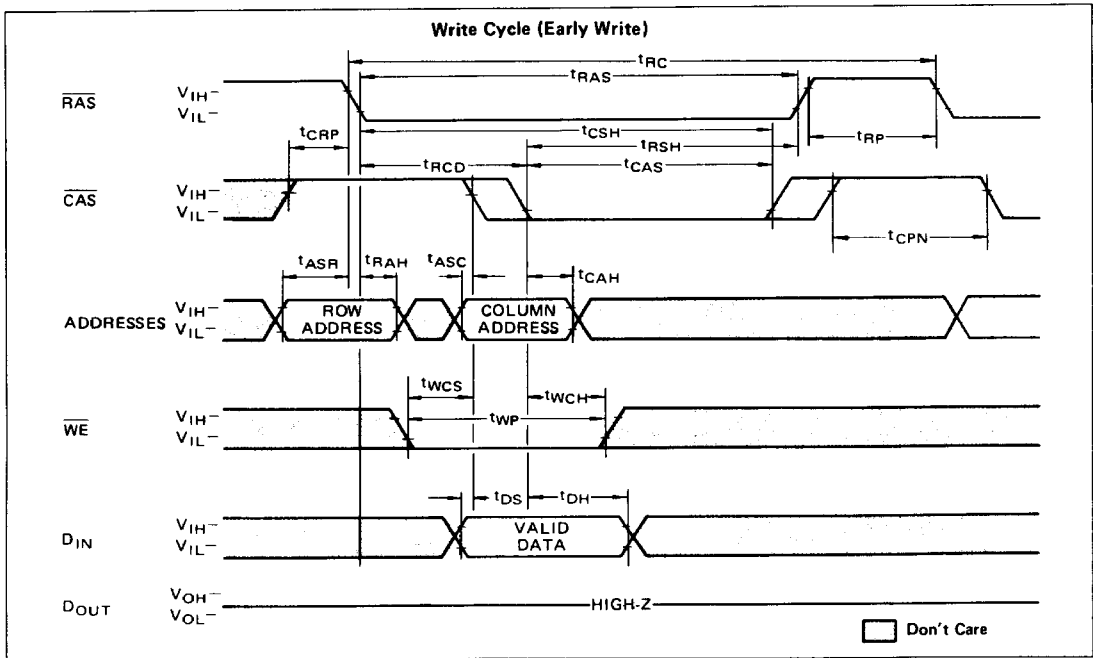 Write Cycle (Early Write)
tRC
tRAS
RAS
VIH
VIL
tCRP
tCSH
tRSH
tRP
tRCD
tCAS
CAS
VIH
VIL
tCPN
tASR
tRAH
tASC
tCAH
ADDRESSES
VIH
VIL
ROW ADDRESS
COLUMN ADDRESS
tWCS
tWCH
tWP
WE
VIH
VIL
tDS
tDH
DIN
VIH
VIL
VALID DATA
DOUT
VOH
VOL
HIGH-Z
Don't Care